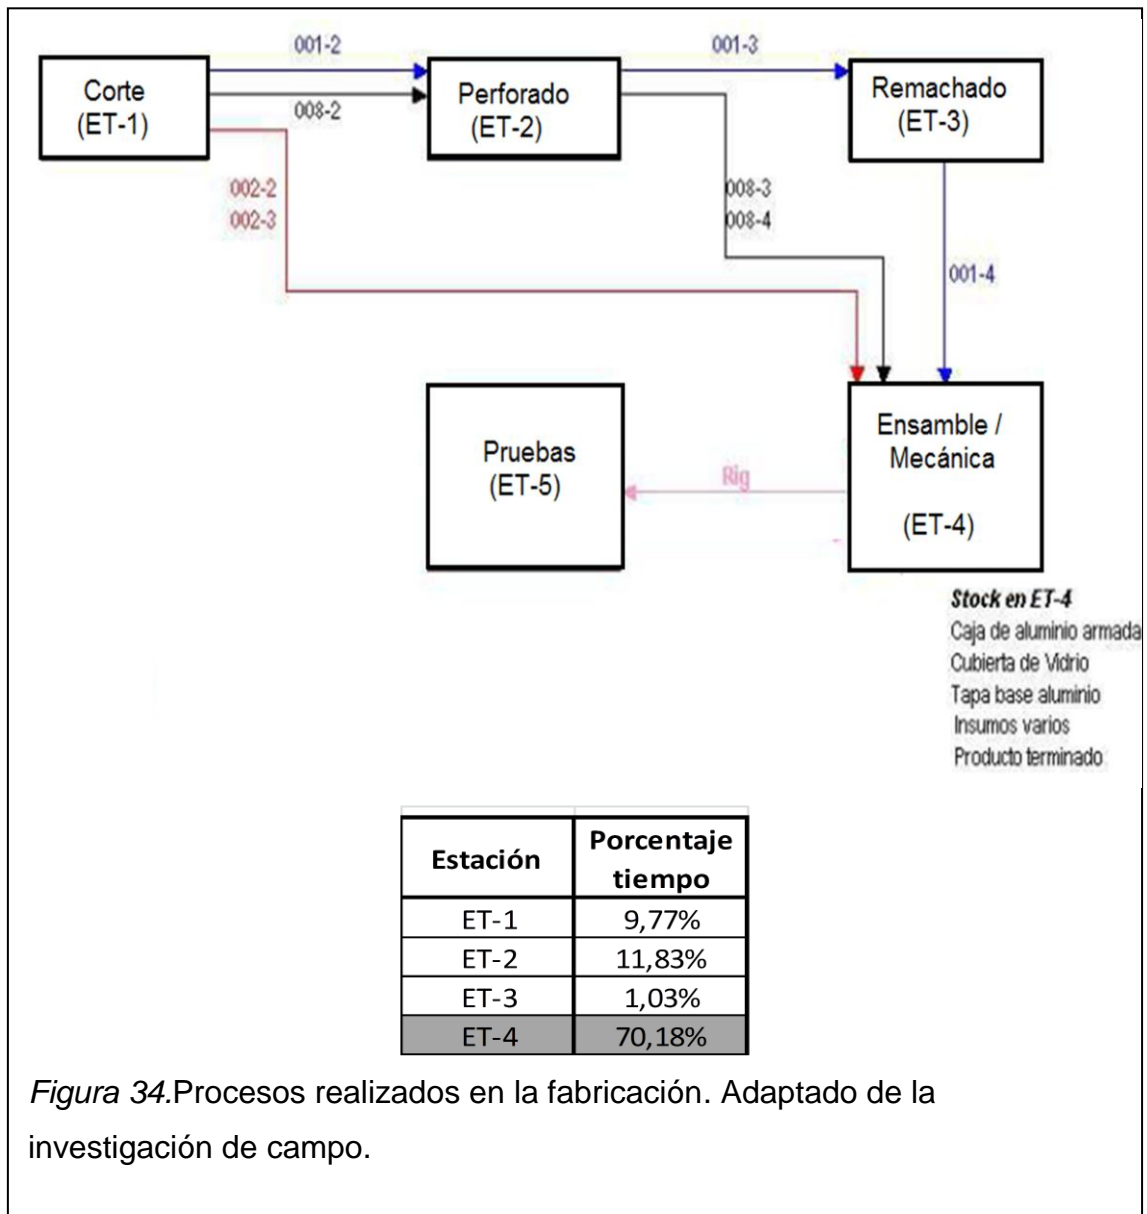 001-2
001-3
Corte
(ET-1)
Perforado
(ET-2)
Remachado
(ET-3)
008-2
002-2
002-3
008-3
008-4
001-4
Pruebas
(ET-5)
Rig
Ensamble /
Mecánica
(ET-4)
Stock en ET-4
Caja de aluminio armada
Cubierta de Vidrio
Tapa base aluminio
Insumos varios
Producto terminado
Estación Porcentaje
tiempo
ET-1 9,77%
ET-2 11,83%
ET-3 1,03%
ET-4 70,18%
Figura 34.Procesos realizados en la fabricación. Adaptado de la
investigación de campo.